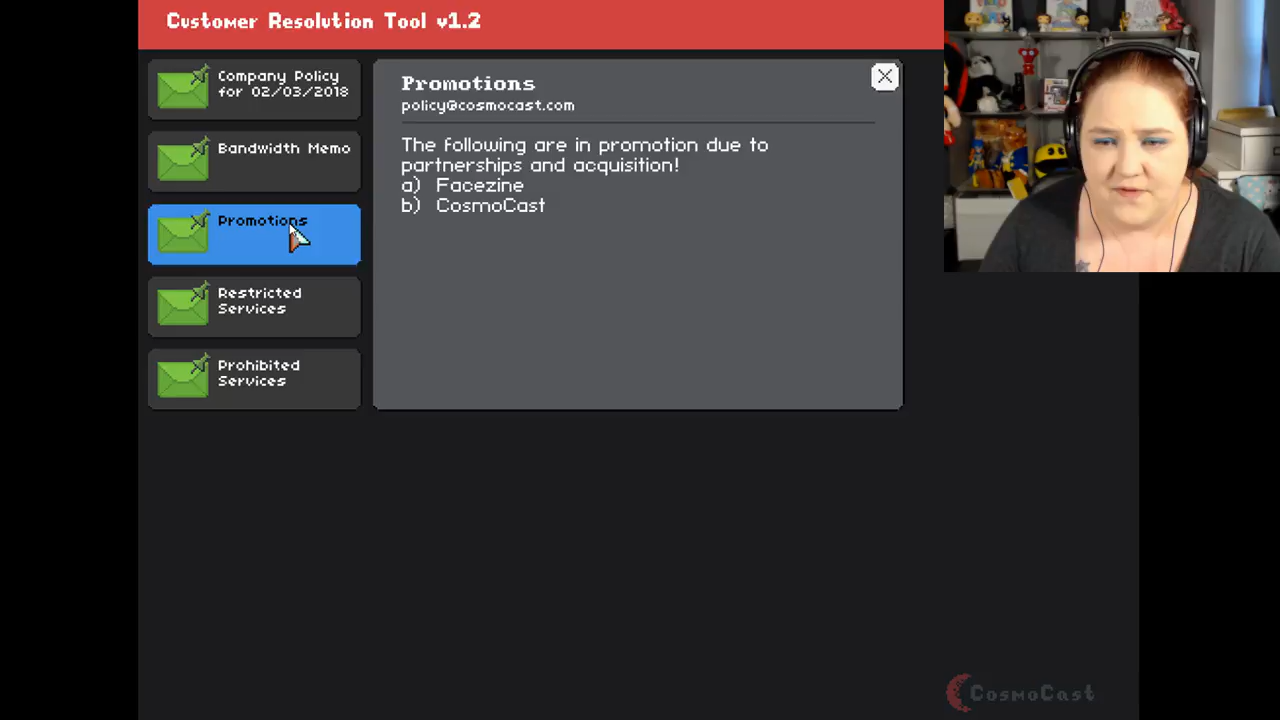 Customer Resolution Tool v1.2
Company Policy
for 02/03/2018
Bandwidth Memo
Promotions
Restricted
Services
Prohibited
Services
Promotions
policy@cosmocast.com
The following are in promotion due to
partnerships and acquisition!
a) Facezine
b) CosmoCast
CosmoCast